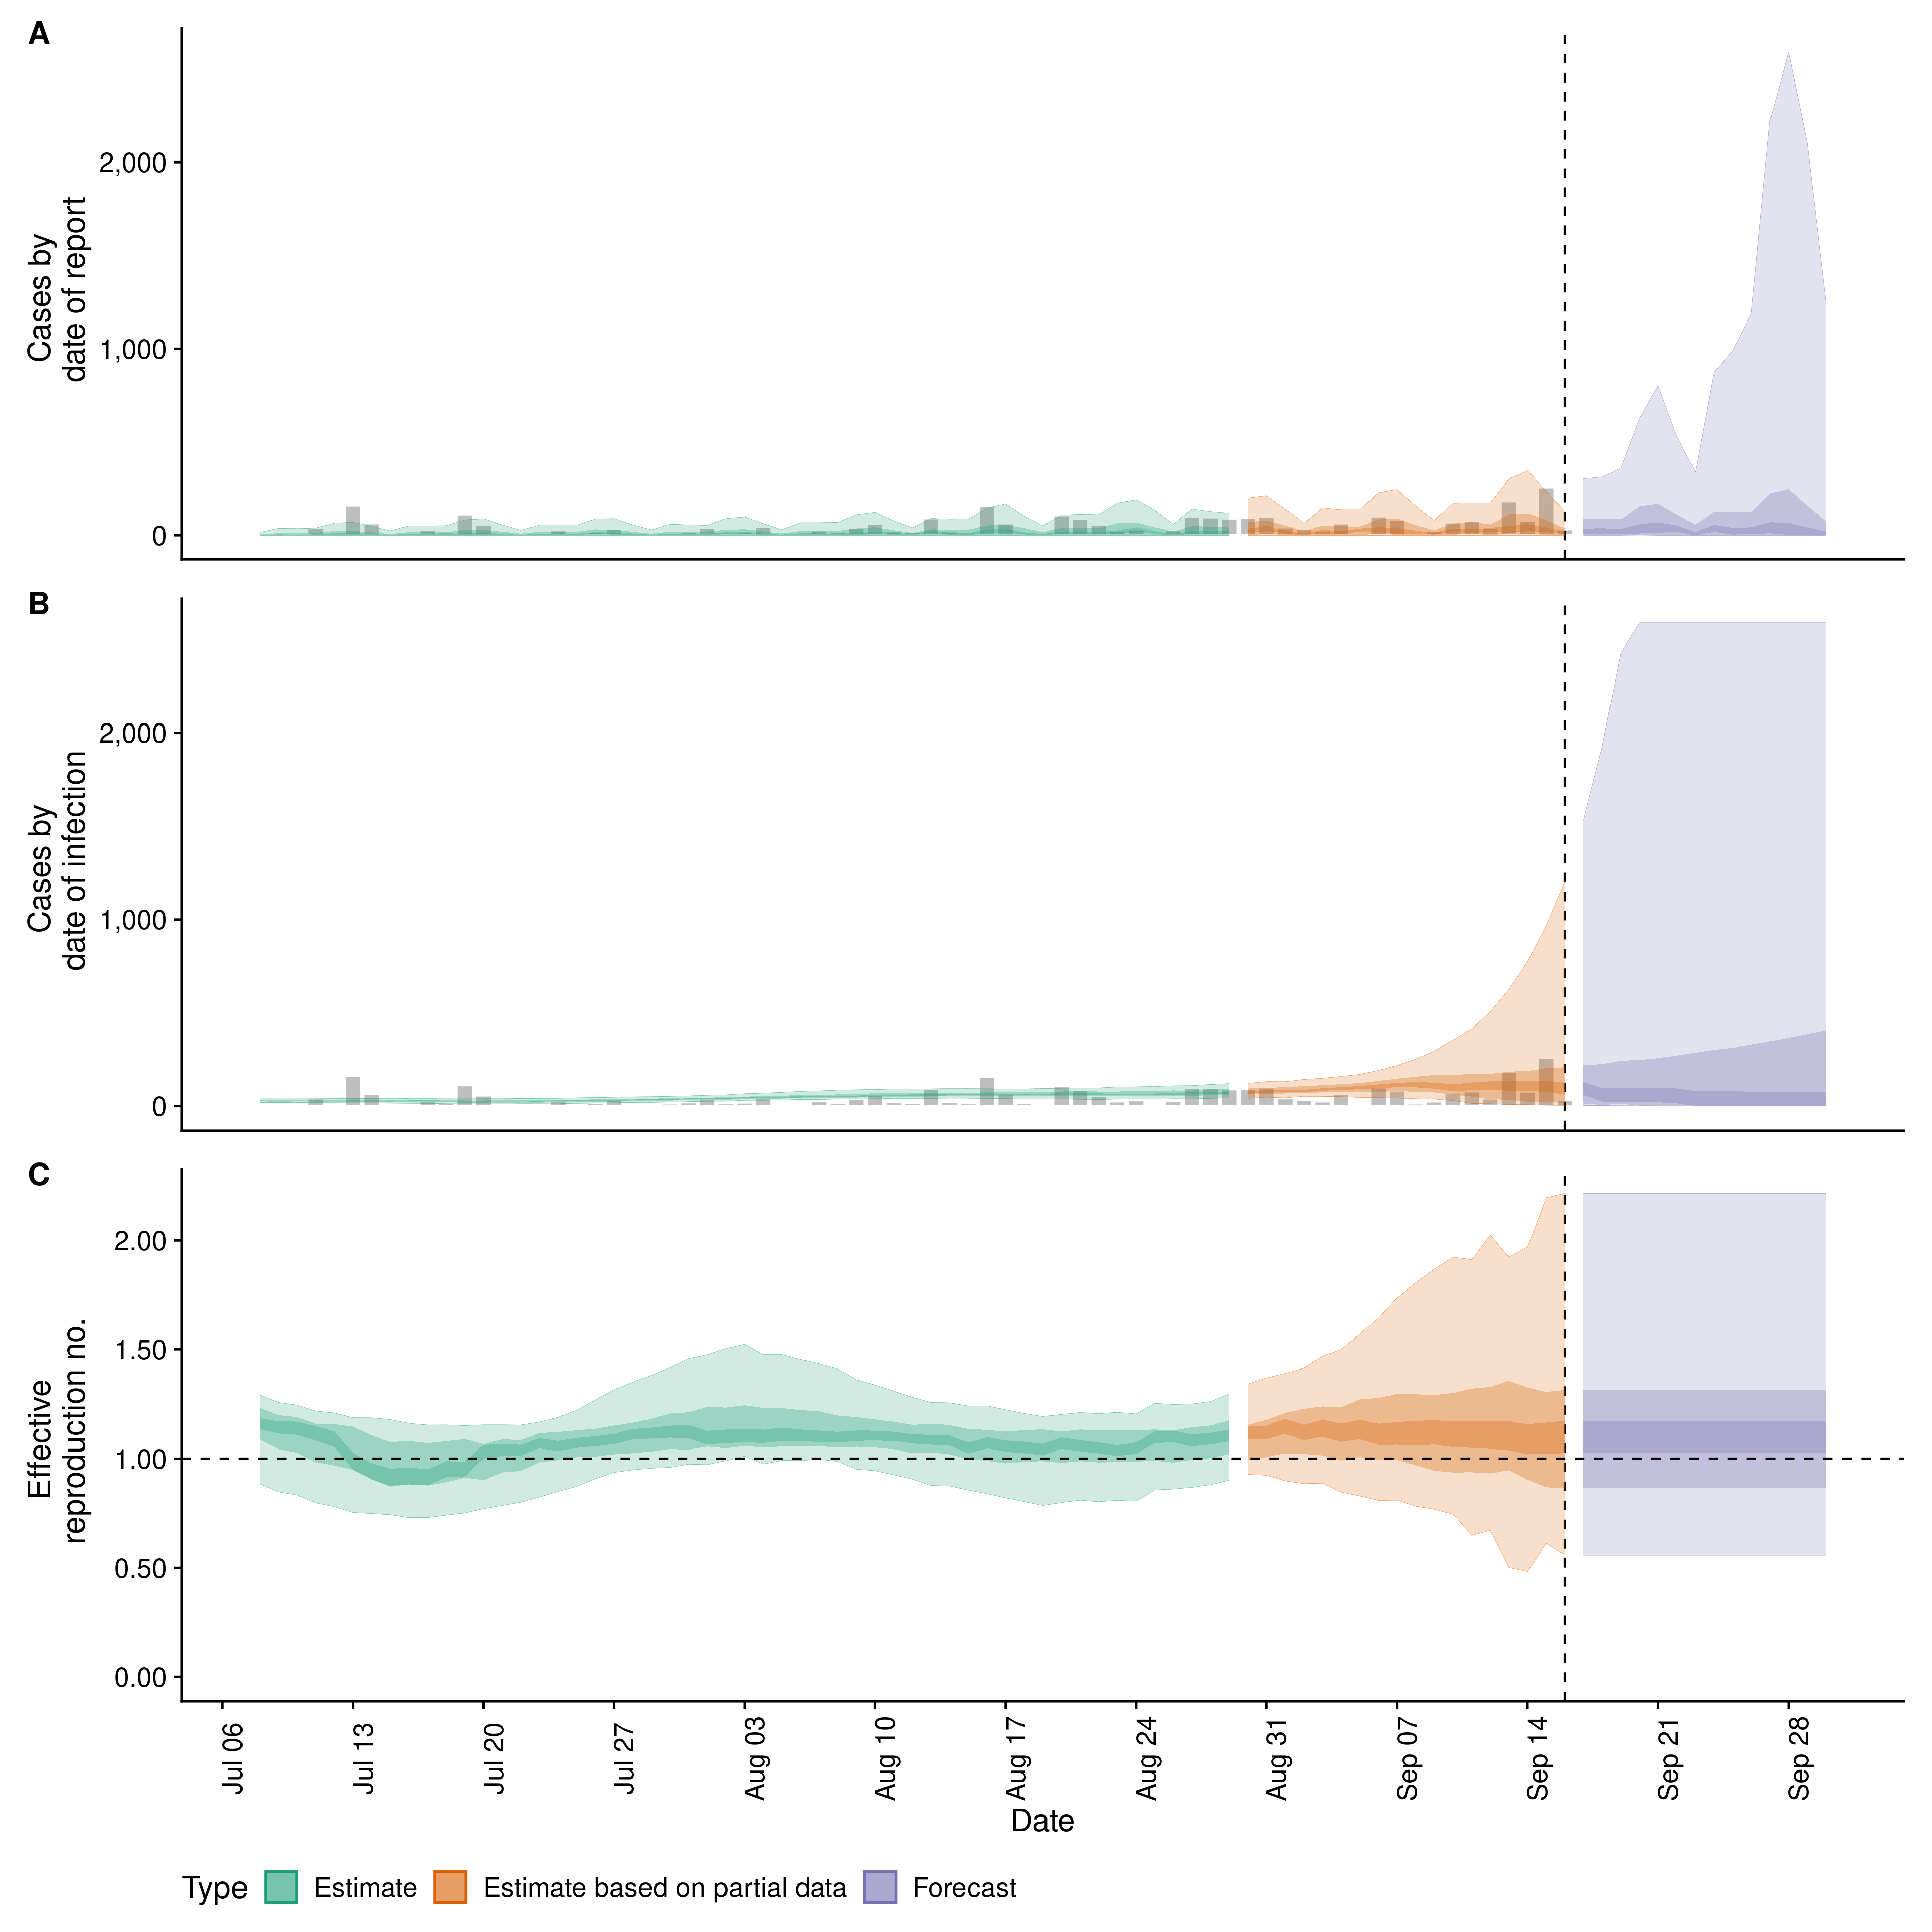 A
Cases by
date of report
2,000
1,000
0
B
Cases by
date of infection
2,000
1,000
0
C
Effective
reproduction no.
2.00
1.50
1.00
0.50
0.00
Jul 06
Jul 13
Jul 20
Jul 27
Aug 03
Aug 10
Aug 17
Aug 24
Aug 31
Sep 07
Sep 14
Sep 21
Sep 28
Date
Type Estimate Estimate based on partial data Forecast